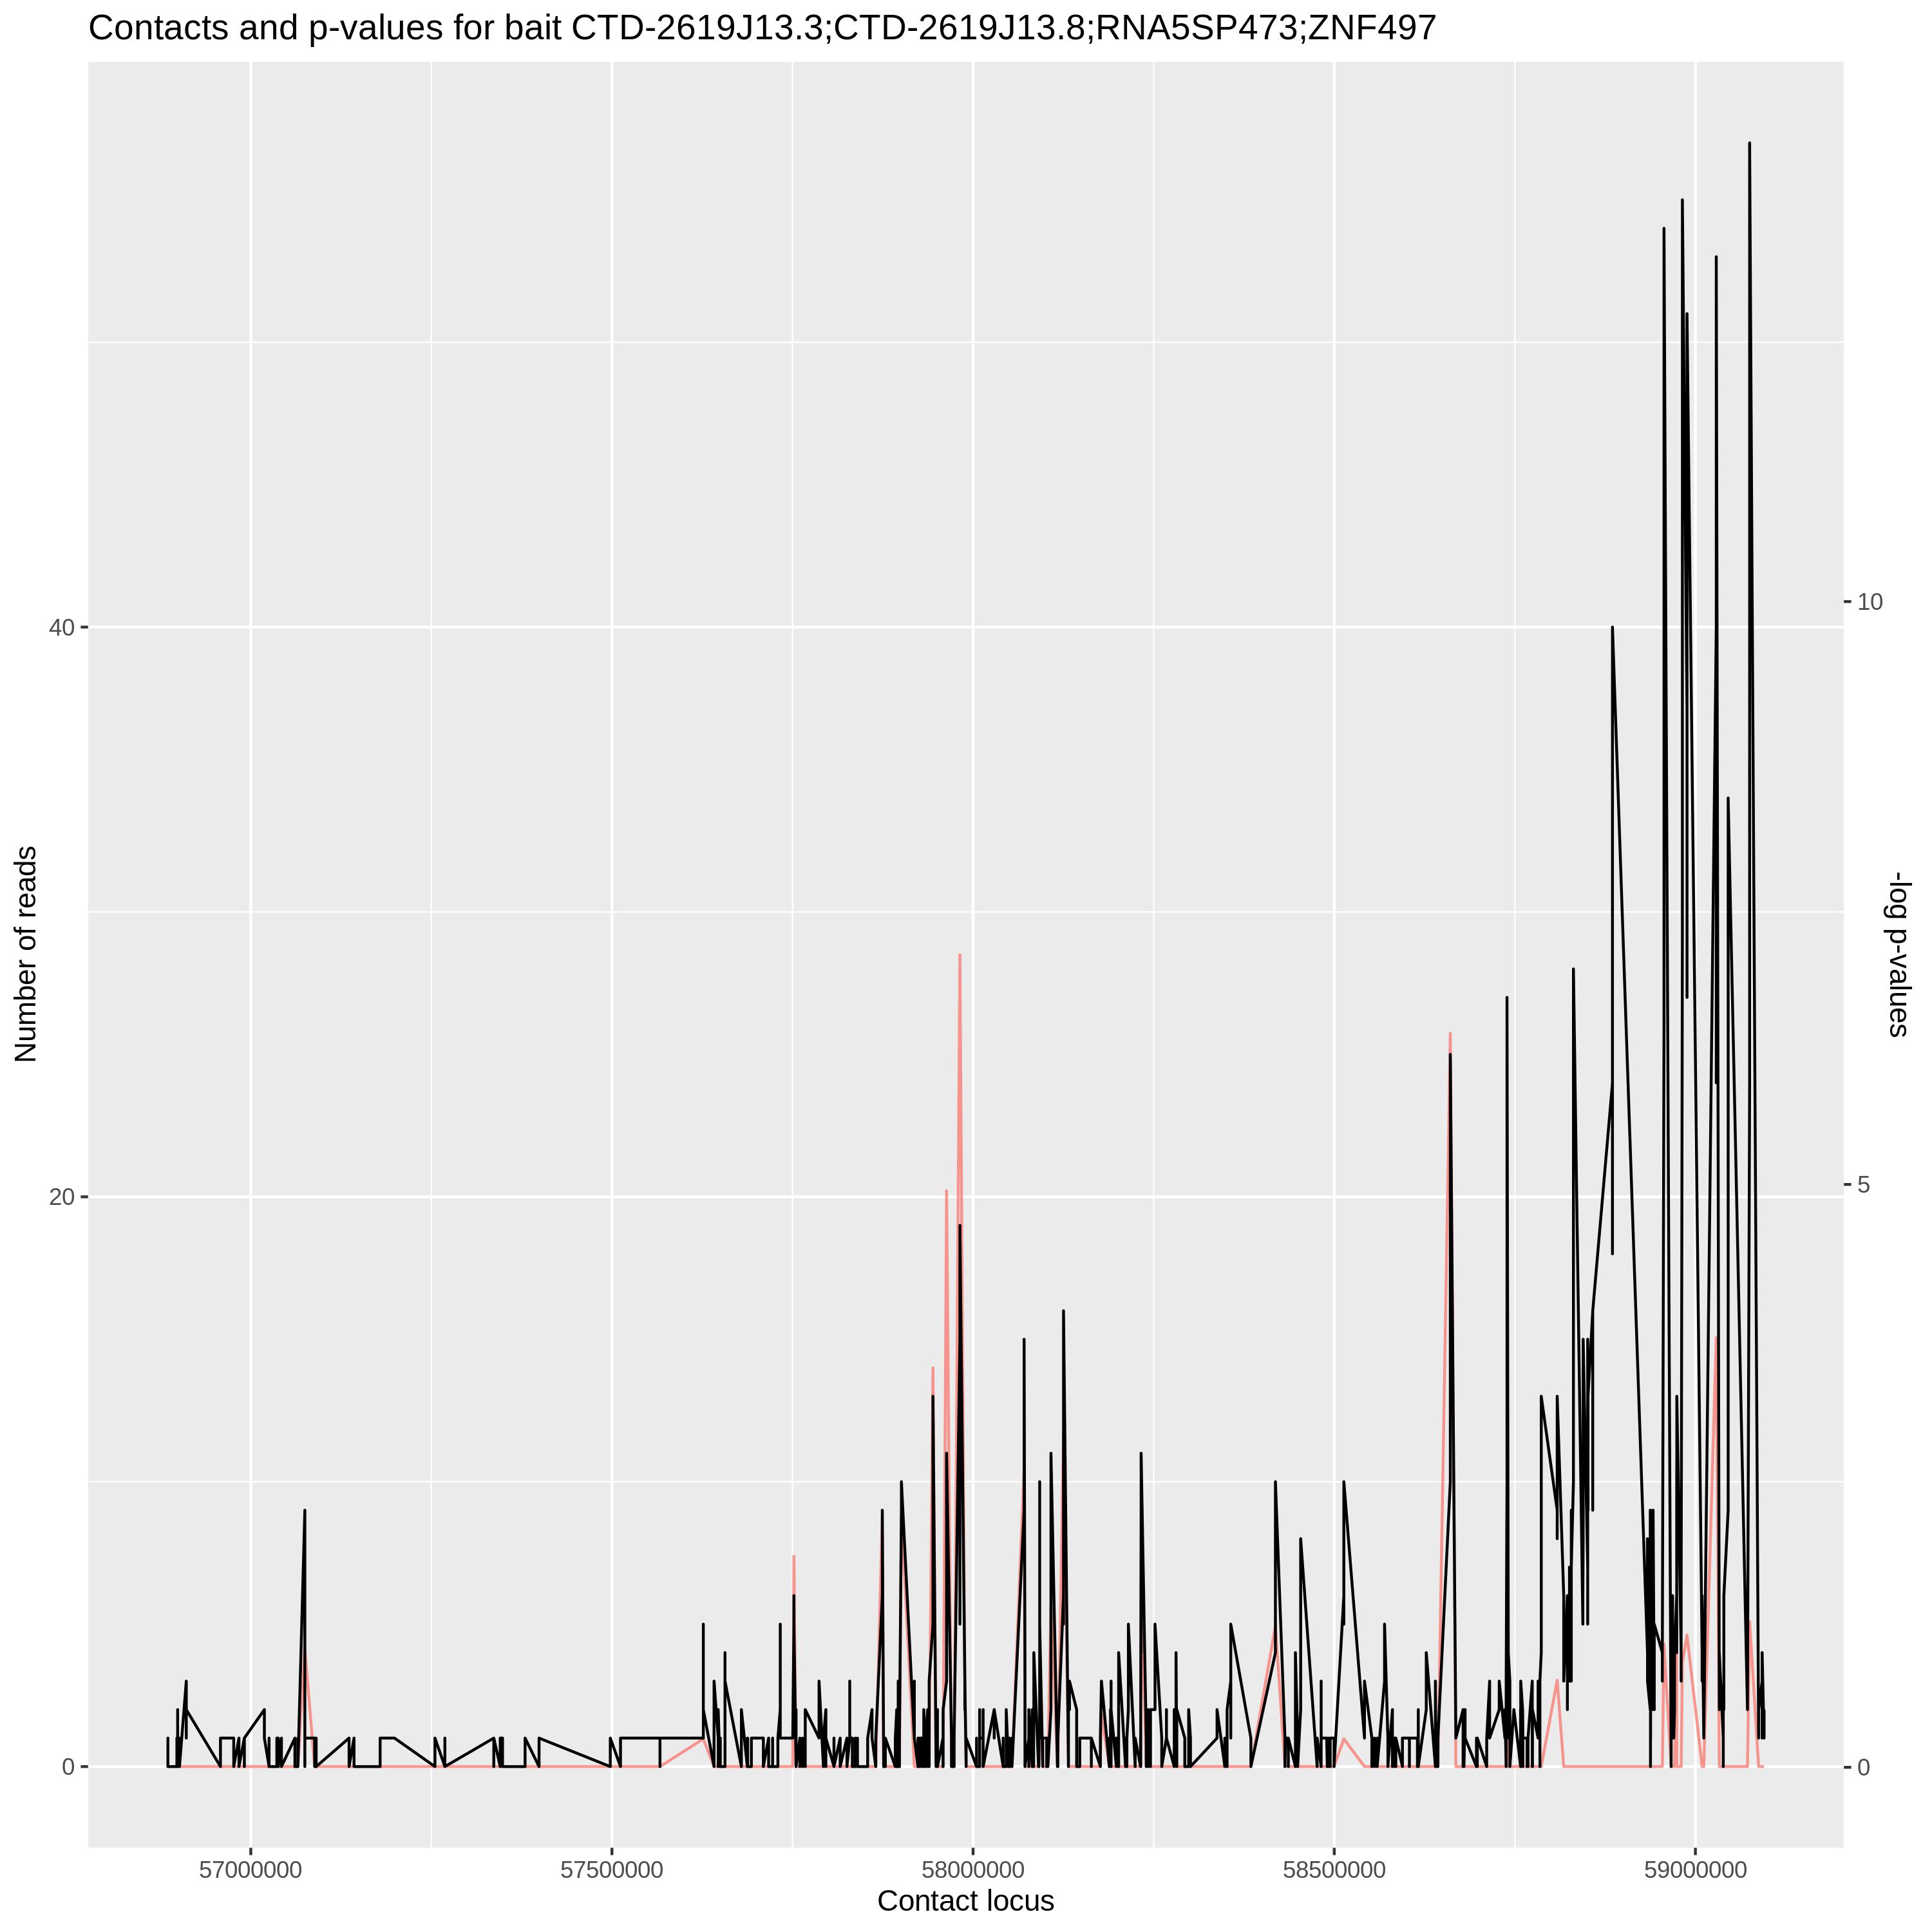 Contacts and p-values for bait CTD-2619J13.3;CTD-2619J13.8;RNA5SP473;ZNF497
Number of reads
40
20
0
10
5
0
-log p-values
57000000 57500000 58000000 58500000 59000000
Contact locus